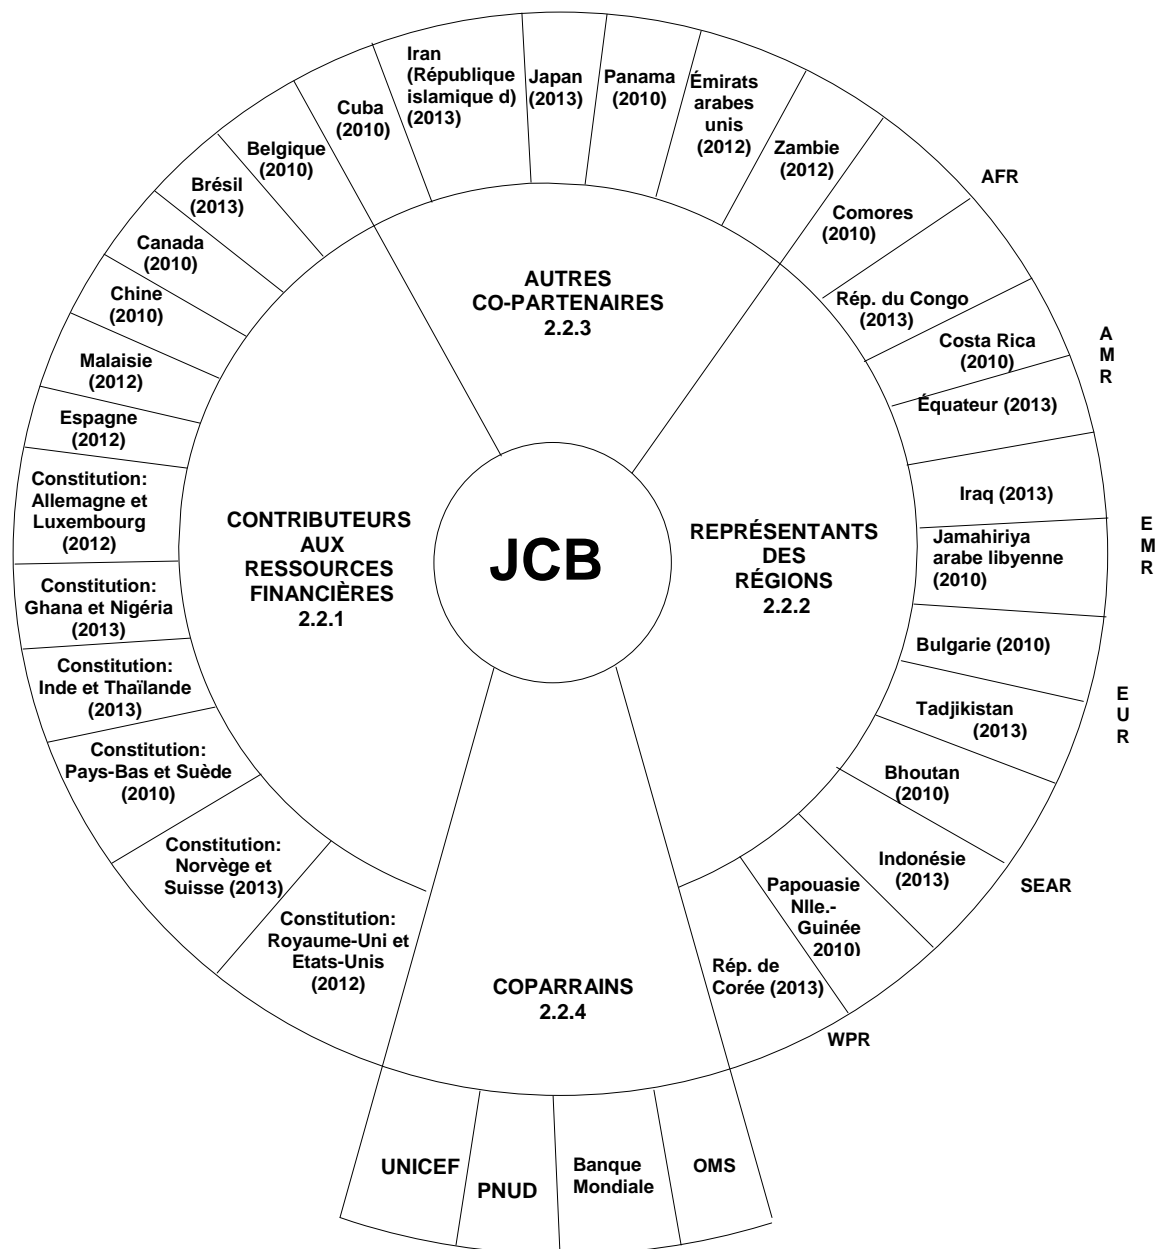 Iran
(République
islamique d)
(2013)
Japan
(2013)
Panama
(2010)
Émirats
arabes
unis
(2012)
Zambie
(2012)
Cuba
(2010)
Belgique
(2010)
Brésil
(2013)
Canada
(2010)
Chine
(2010)
Malaisie
(2012)
Espagne
(2012)
Constitution:
Allemagne et
Luxembourg
(2012)
Constitution:
Ghana et Nigéria
(2013)
Constitution:
Inde et Thaïlande
(2013)
Constitution:
Pays-Bas et Suède
(2010)
Constitution:
Norvège et
Suisse (2013)
Constitution:
Royaume-Uni et
Etats-Unis
(2012)
AUTRES
CO-PARTENAIRES
2.2.3
CONTRIBUTEURS
AUX
RESSOURCES
FINANCIÈRES
2.2.1
JCB
REPRÉSENTANTS
DES
RÉGIONS
2.2.2
COPARRAINS
2.2.4
AFR
Comores
(2010)
Rép. du Congo
(2013)
AMR
Costa Rica
(2010)
Équateur (2013)
EMR
Iraq (2013)
Jamahiriya
arabe libyenne
(2010)
EUR
Bulgarie (2010)
Tadjikistan
(2013)
SEAR
Bhoutan
(2010)
Indonésie
(2013)
WPR
Papouasie
Nlle.-
Guinée
2010)
Rép. de
Corée (2013)
UNICEF
PNUD
Banque
Mondiale
OMS